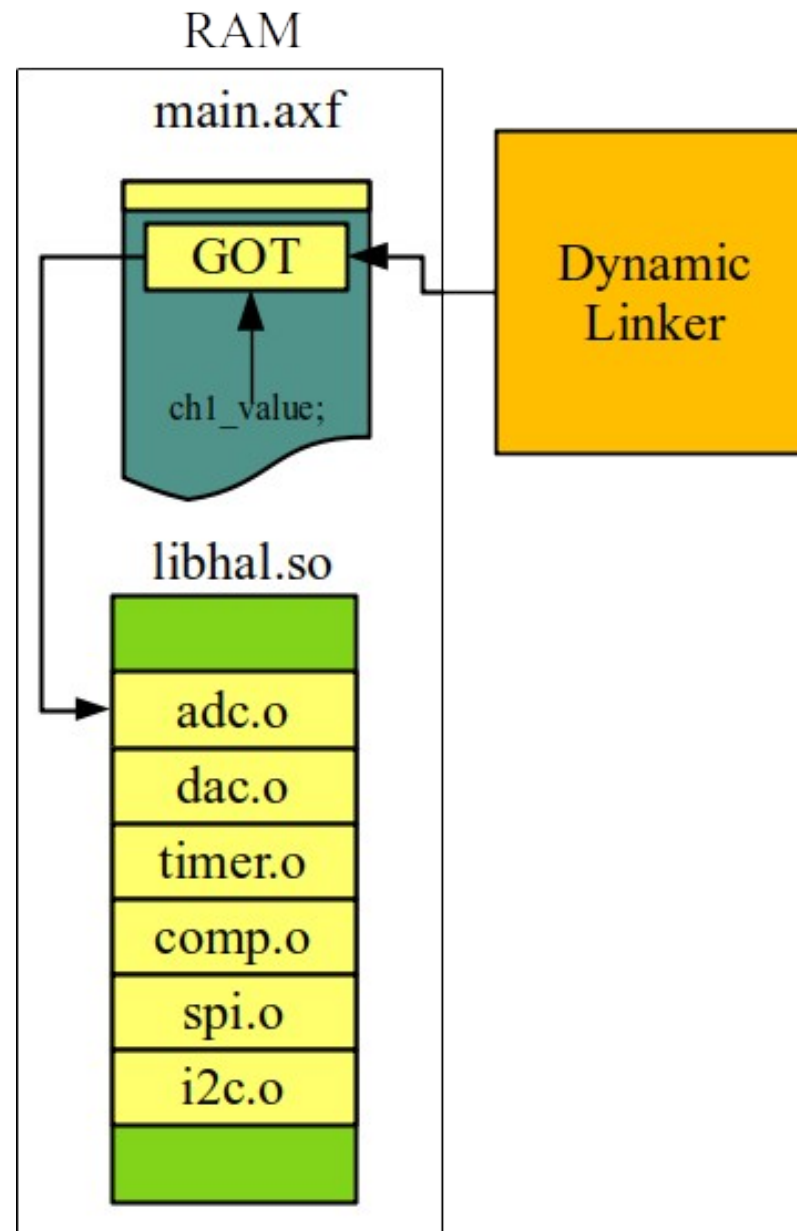 RAM
main.axf
GOT
Dynamic
Linker
ch1_value;
libhal.so
adc.o
dac.o
timer.o
comp.o
spi.o
i2c.o